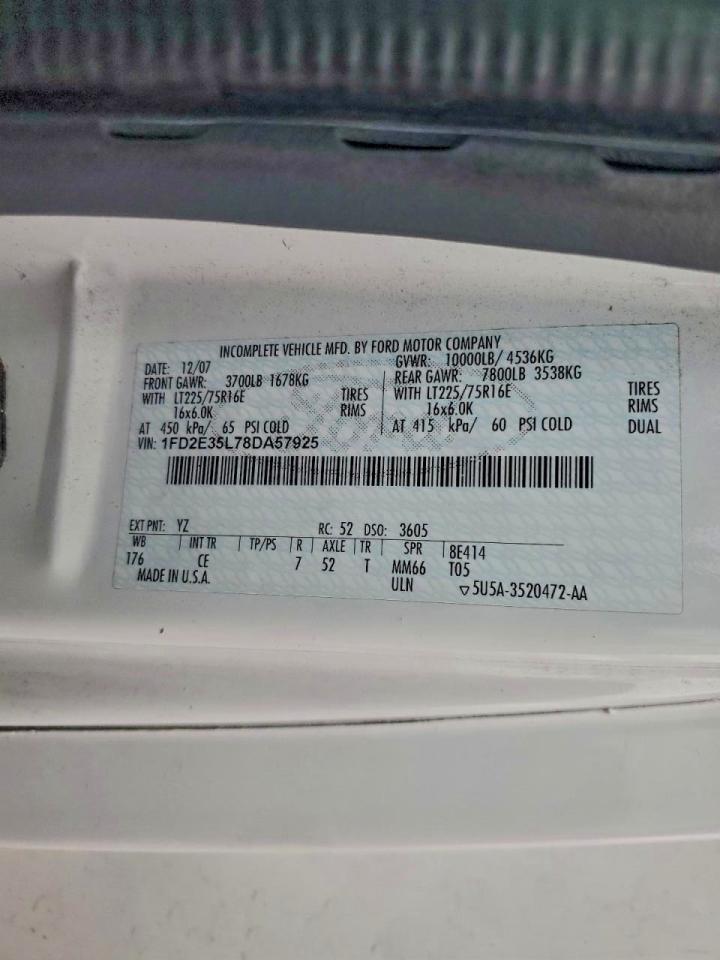 INCOMPLETE VEHICLE MFD. BY FORD MOTOR COMPANY
DATE: 12/07 GVWR: 10000LB/ 4536KG
FRONT GAWR: 3700LB 1678KG REAR GAWR: 7800LB 3538KG
WITH LT225/75R16E TIRES WITH LT225/75R16E TIRES
16x6.0K RIMS 16x6.0K RIMS
AT 450 kPa/ 65 PSI COLD AT 415 kPa/ 60 PSI COLD DUAL
VIN: 1FD2E35L78DA57925
EXT PNT: YZ RC: 52 DSO: 3605
WB INT TR TP/PS R AXLE TR SPR 8E414
176 CE 7 52 T MM66 T05
MADE IN U.S.A. ULN ▽5U5A-3520472-AA